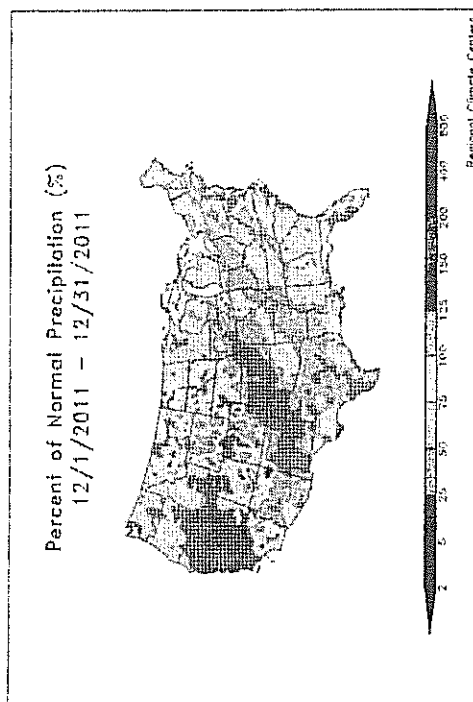 Percent of Normal Precipitation (%)
12/1/2011 - 12/31/2011
2 5 25 50 75 100 125 150 200 400 800
Regional Climate Centers